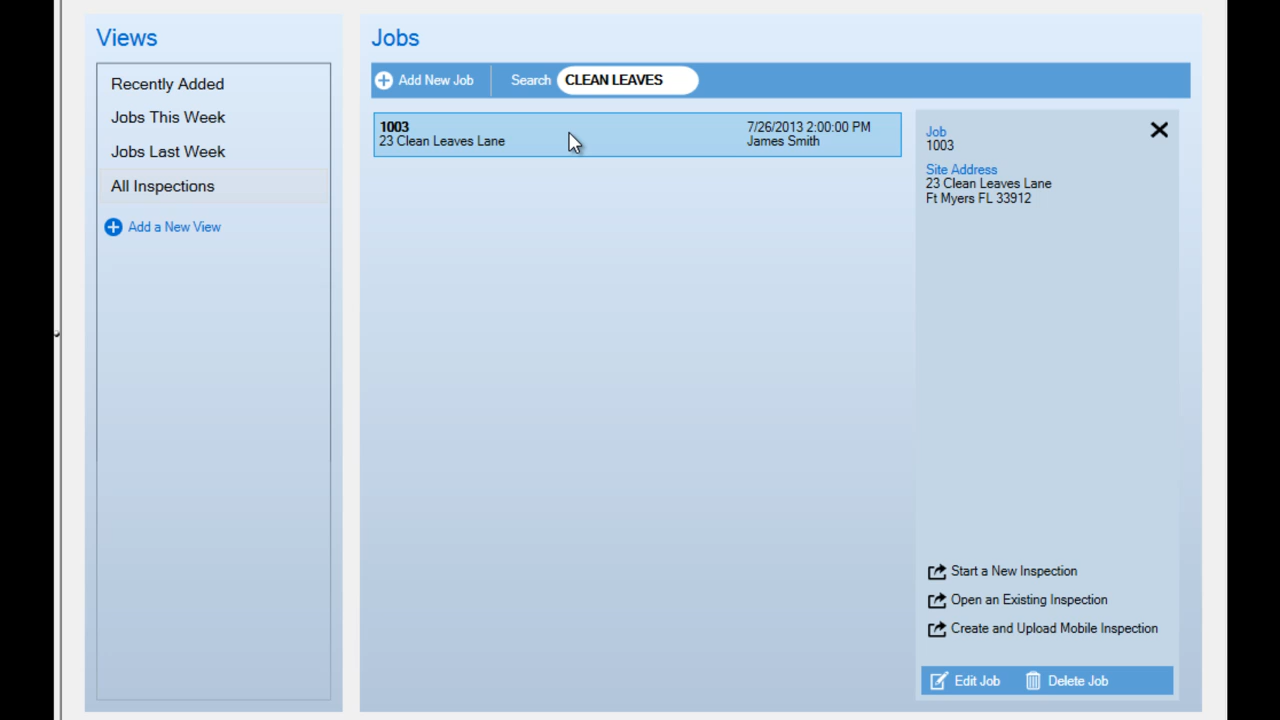 Views
Recently Added
Jobs This Week
Jobs Last Week
All Inspections
Add a New View
Jobs
Add New Job
Search
CLEAN LEAVES
1003
7/26/2013 2:00:00 PM
23 Clean Leaves Lane
James Smith
Job
1003
Site Address
23 Clean Leaves Lane
Ft Myers FL 33912
Start a New Inspection
Open an Existing Inspection
Create and Upload Mobile Inspection
Edit Job
Delete Job